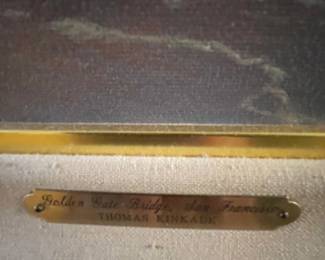 Golden Gate Bridge, San Francisco
THOMAS KINKADE